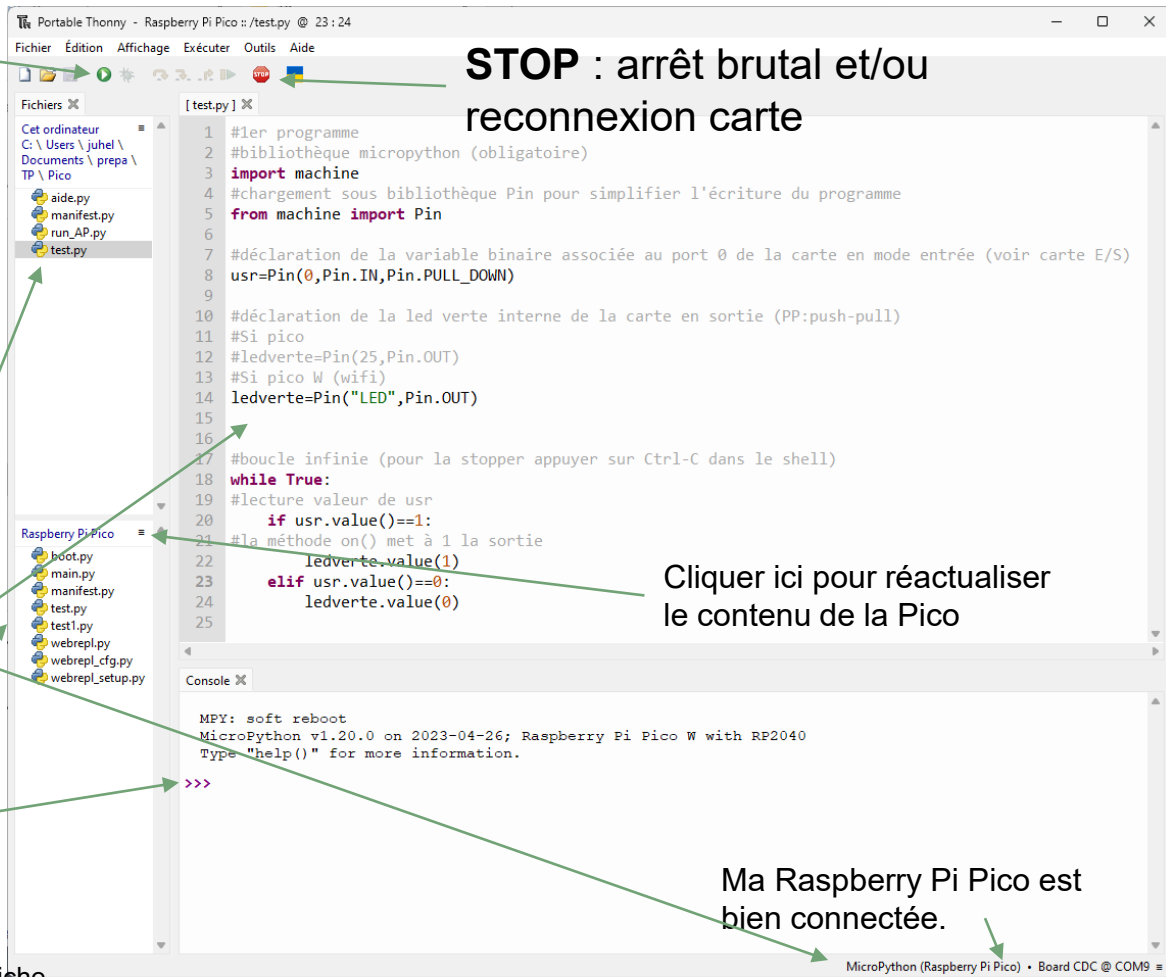 Portable Thonny - Raspberry Pi Pico :: /test.py @ 23 : 24
Fichier Édition Affichage Exécuter Outils Aide
STOP
STOP : arrêt brutal et/ou
reconnexion carte
Fichiers
Cet ordinateur
C: \ Users \ juhel \
Documents \ prepa \
TP \ Pico
aide.py
manifest.py
run_AP.py
test.py
Raspberry Pi Pico
boot.py
main.py
manifest.py
test.py
test1.py
webrepl.py
webrepl_cfg.py
webrepl_setup.py
[ test.py ]
1 #1er programme
2 #bibliothèque micropython (obligatoire)
3 import machine
4 #chargement sous bibliothèque Pin pour simplifier l'écriture du programme
5 from machine import Pin
6
7 #déclaration de la variable binaire associée au port 0 de la carte en mode entrée (voir carte E/S)
8 usr=Pin(0,Pin.IN,Pin.PULL_DOWN)
9
10 #déclaration de la led verte interne de la carte en sortie (PP:push-pull)
11 #Si pico
12 #ledverte=Pin(25,Pin.OUT)
13 #Si pico W (wifi)
14 ledverte=Pin("LED",Pin.OUT)
15
16
17 #boucle infinie (pour la stopper appuyer sur Ctrl-C dans le shell)
18 while True:
19 #lecture valeur de usr
20     if usr.value()==1:
21 #la méthode on() met à 1 la sortie
22         ledverte.value(1)
23     elif usr.value()==0:
24         ledverte.value(0)
25
Cliquer ici pour réactualiser
le contenu de la Pico
Console
MPY: soft reboot
MicroPython v1.20.0 on 2023-04-26; Raspberry Pi Pico W with RP2040
Type "help()" for more information.
>>>
Ma Raspberry Pi Pico est
bien connectée.
MicroPython (Raspberry Pi Pico) • Board CDC @ COM9 ≡